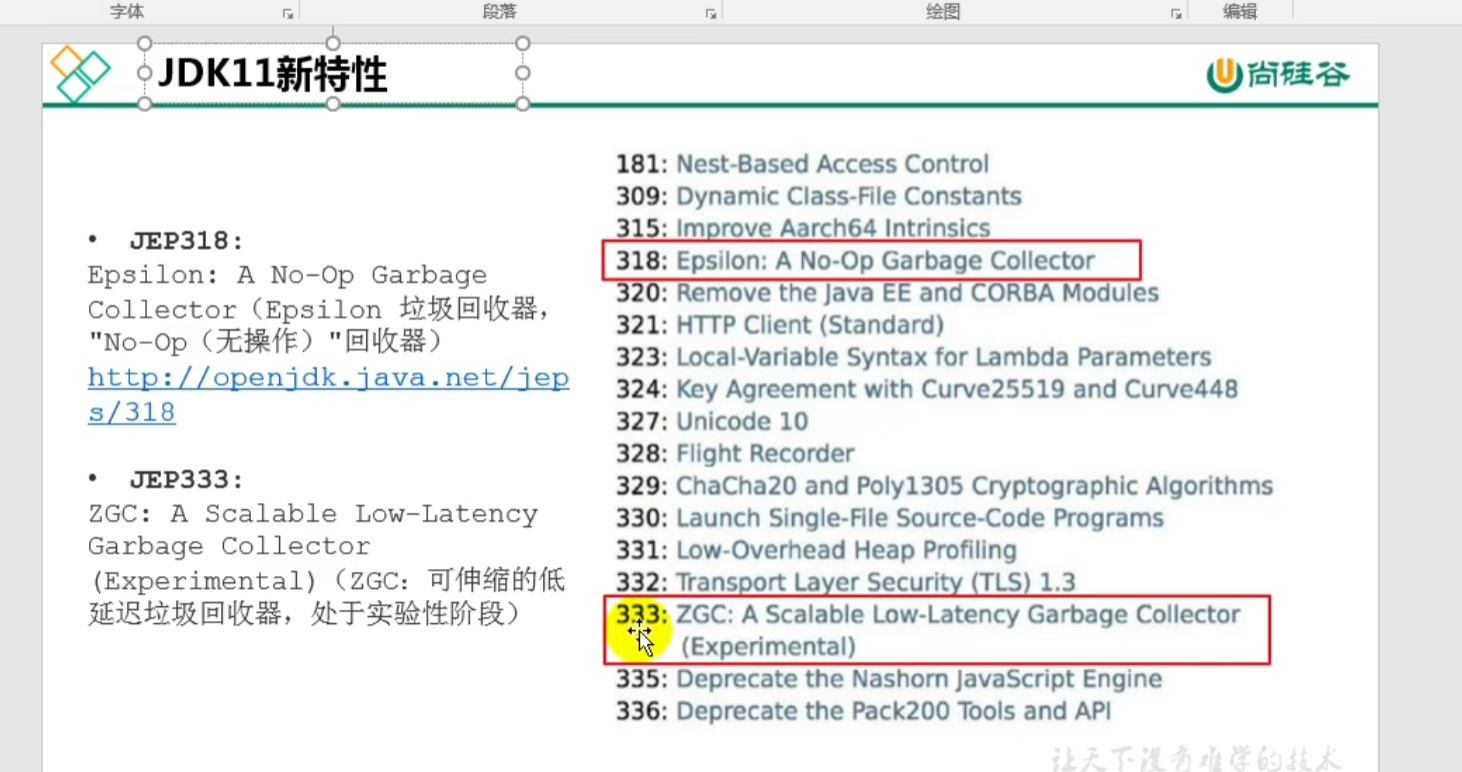 字体
段落
绘图
编辑
JDK11新特性
尚硅谷
• JEP318:
Epsilon: A No-Op Garbage
Collector（Epsilon 垃圾回收器，
"No-Op（无操作）"回收器）
http://openjdk.java.net/jep
s/318
• JEP333:
ZGC: A Scalable Low-Latency
Garbage Collector
(Experimental)（ZGC: 可伸缩的低
延迟垃圾回收器，处于实验性阶段）
181: Nest-Based Access Control
309: Dynamic Class-File Constants
315: Improve Aarch64 Intrinsics
318: Epsilon: A No-Op Garbage Collector
320: Remove the Java EE and CORBA Modules
321: HTTP Client (Standard)
323: Local-Variable Syntax for Lambda Parameters
324: Key Agreement with Curve25519 and Curve448
327: Unicode 10
328: Flight Recorder
329: ChaCha20 and Poly1305 Cryptographic Algorithms
330: Launch Single-File Source-Code Programs
331: Low-Overhead Heap Profiling
332: Transport Layer Security (TLS) 1.3
333: ZGC: A Scalable Low-Latency Garbage Collector
(Experimental)
335: Deprecate the Nashorn JavaScript Engine
336: Deprecate the Pack200 Tools and API
让天下没有难学的技术